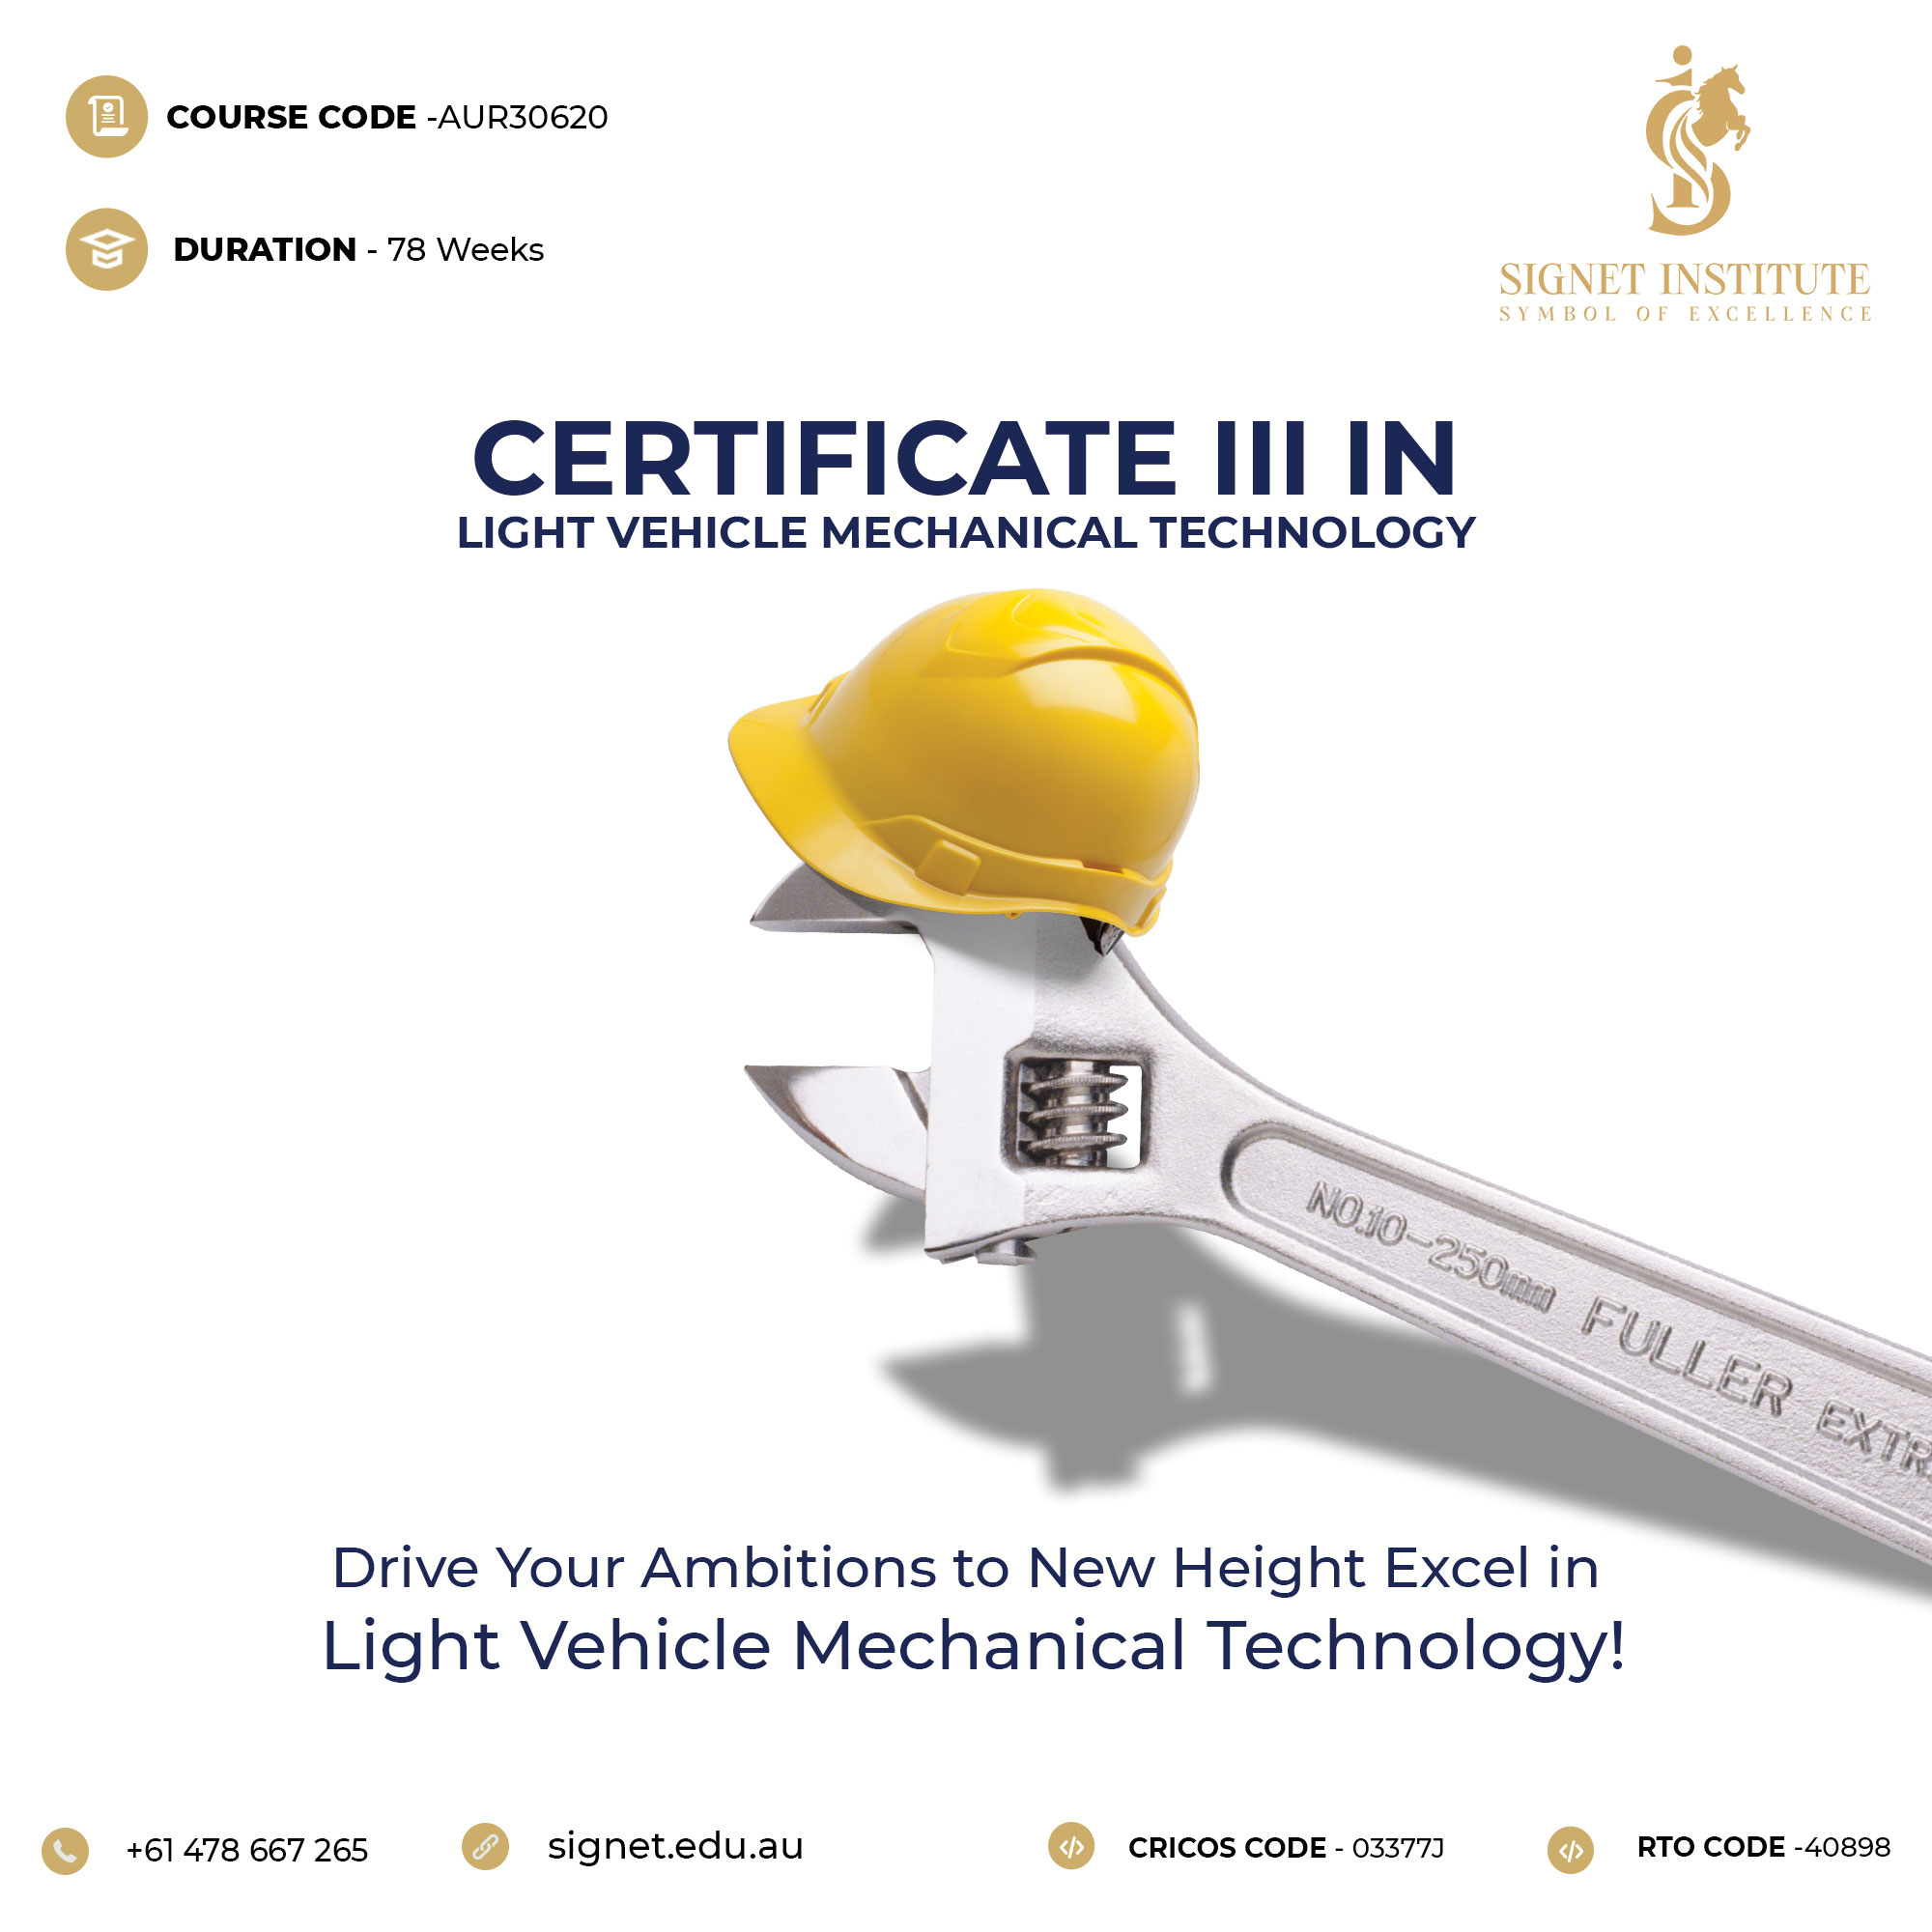 COURSE CODE -AUR30620
DURATION - 78 Weeks
SIGNET INSTITUTE
SYMBOL OF EXCELLENCE
CERTIFICATE III IN
LIGHT VEHICLE MECHANICAL TECHNOLOGY
NO.10-250mm FULLER EXTR
Drive Your Ambitions to New Height Excel in
Light Vehicle Mechanical Technology!
+61 478 667 265
signet.edu.au
CRICOS CODE - 03377J
RTO CODE -40898